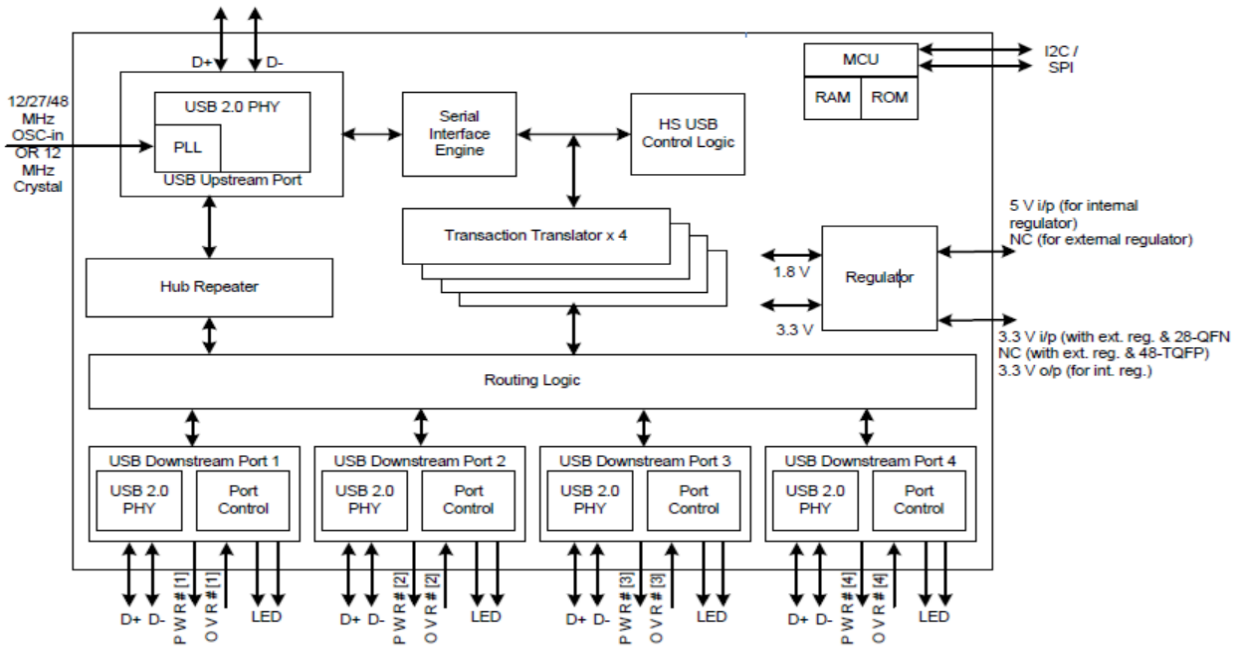 D+ D-
12/27/48
MHz
OSC-in
OR 12
MHz
Crystal
USB 2.0 PHY
PLL
USB Upstream Port
Serial
Interface
Engine
HS USB
Control Logic
MCU
RAM ROM
I2C /
SPI
Transaction Translator x 4
Hub Repeater
1.8 V
3.3 V
Regulator
5 V i/p (for internal
regulator)
NC (for external regulator)
3.3 V i/p (with ext. reg. & 28-QFN
NC (with ext. reg. & 48-TQFP)
3.3 V o/p (for int. reg.)
Routing Logic
USB Downstream Port 1
USB 2.0
PHY
Port
Control
D+ D-
PWR#[1]
OVR#[1]
LED
USB Downstream Port 2
USB 2.0
PHY
Port
Control
D+ D-
PWR#[2]
OVR#[2]
LED
USB Downstream Port 3
USB 2.0
PHY
Port
Control
D+ D-
PWR#[3]
OVR#[3]
LED
USB Downstream Port 4
USB 2.0
PHY
Port
Control
D+ D-
PWR#[4]
OVR#[4]
LED